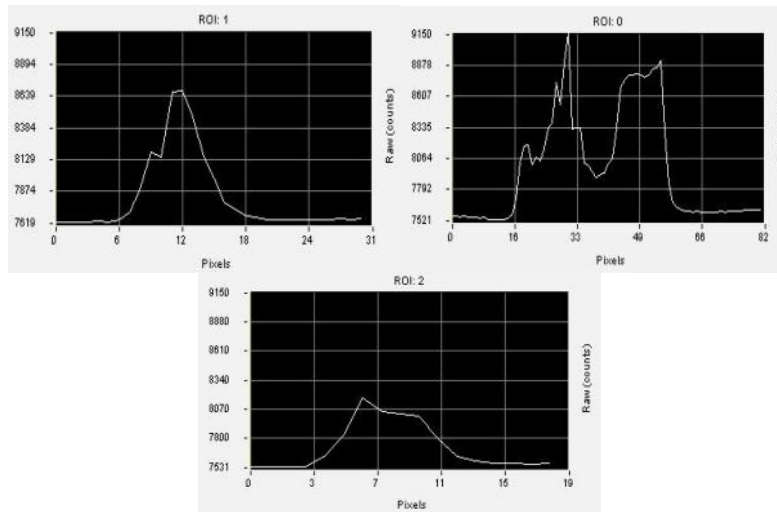 ROI: 1
9150
8894
8639
8384
8129
7874
7619
0 6 12 18 24 31
Pixels
ROI: 0
Raw (counts)
9150
8878
8607
8335
8064
7792
7521
0 16 33 49 66 82
Pixels
ROI: 2
9150
8880
8610
8340
8070
7800
7531
0 3 7 11 15 19
Pixels
Raw (counts)